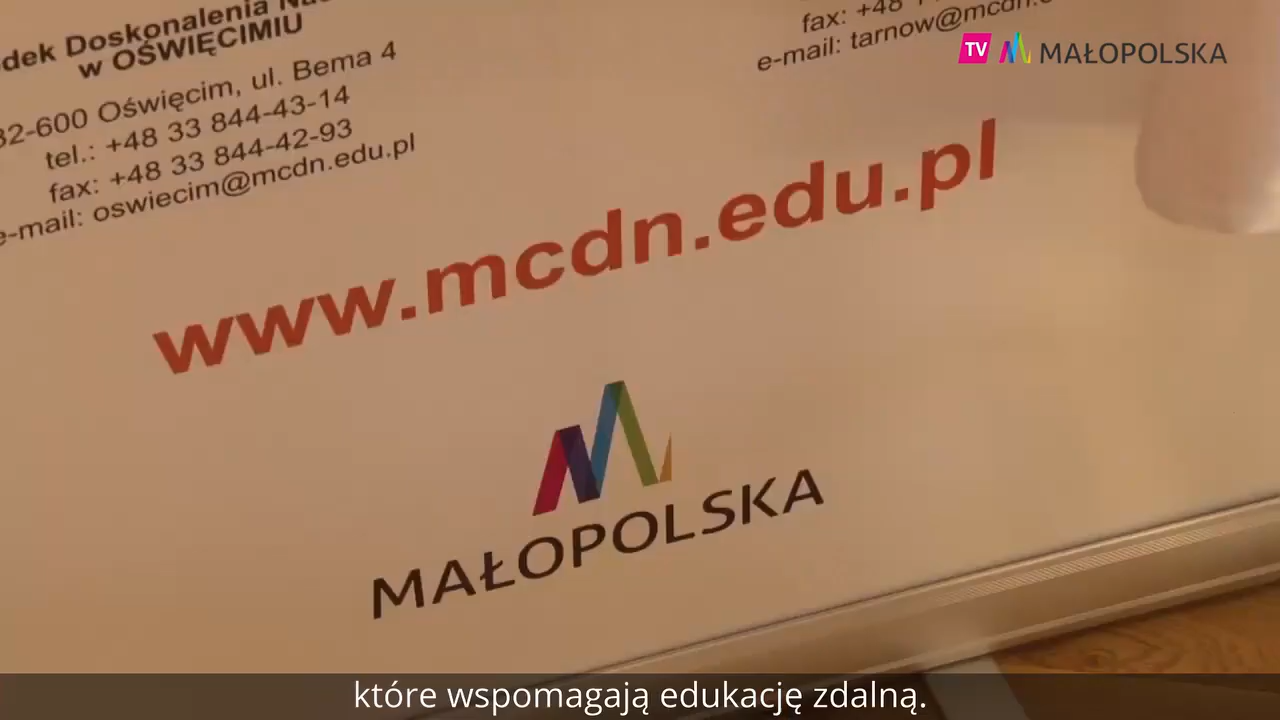 Doskonalenia
w OŚWIĘCIMIU
32-600 Oświęcim, ul. Bema 4
tel.: +48 33 844-43-14
fax: +48 33 844-42-93
e-mail: oswiecim@mcdn.edu.pl
fax: +48
e-mail: tarnow@mcdn.
TV MAŁOPOLSKA
www.mcdn.edu.pl
MAŁOPOLSKA
które wspomagają edukację zdalną.